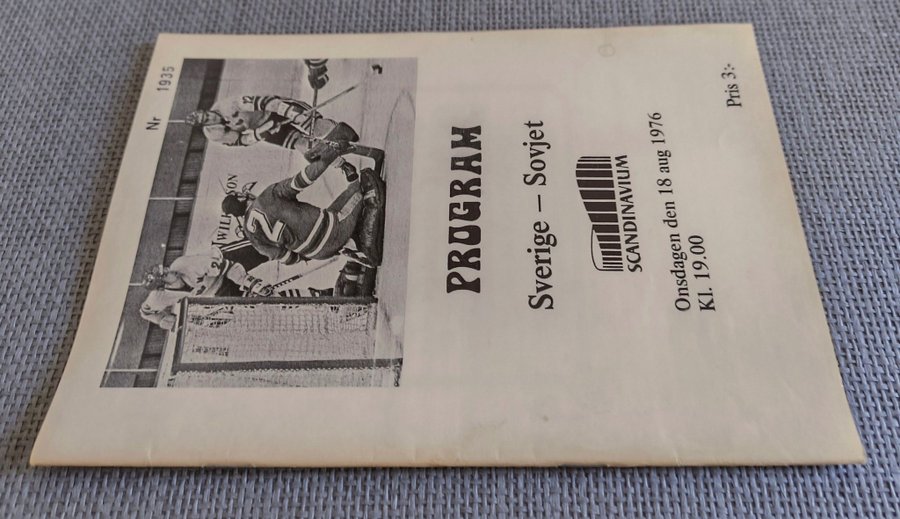 Nr 1935
PROGRAM
Sverige – Sovjet
SCANDINAVIUM
Onsdagen den 18 aug 1976
Kl. 19.00
Pris 3:-